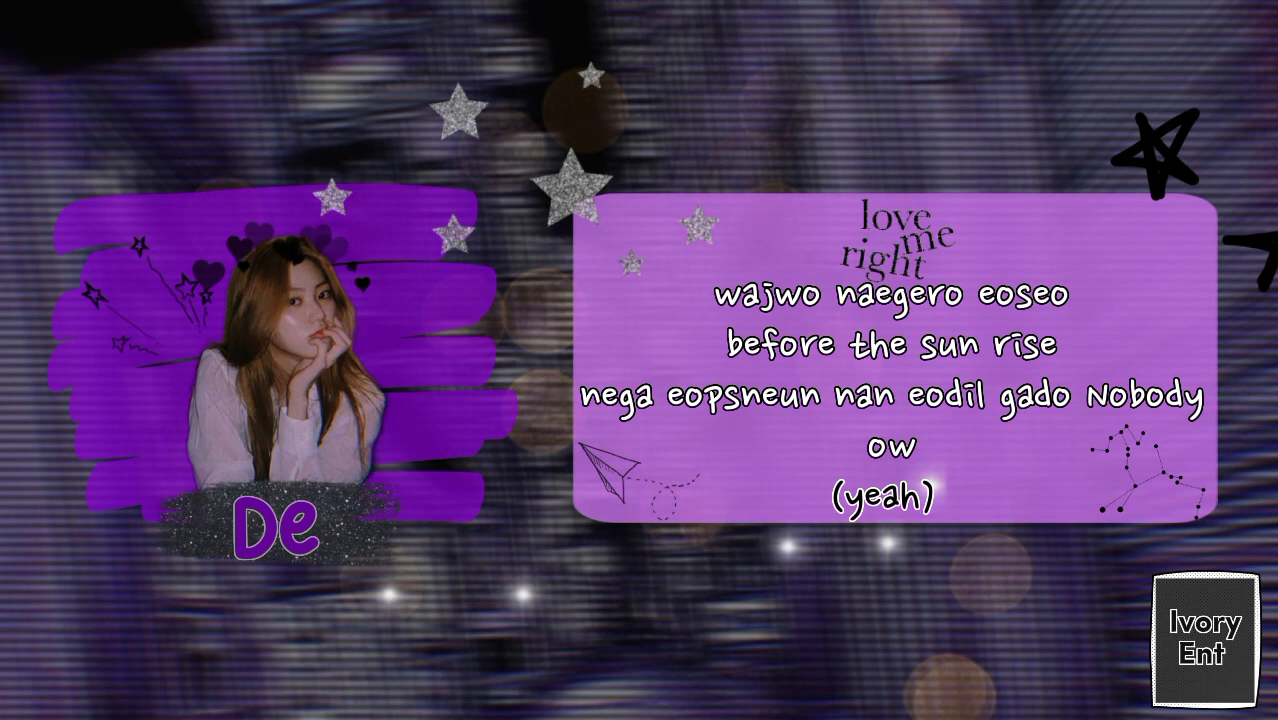 love
me
right
wajwo naegero eoseo
before the sun rise
nega eopsneun nan eodil gado Nobody
ow
(yeah)
De
Ivory
Ent